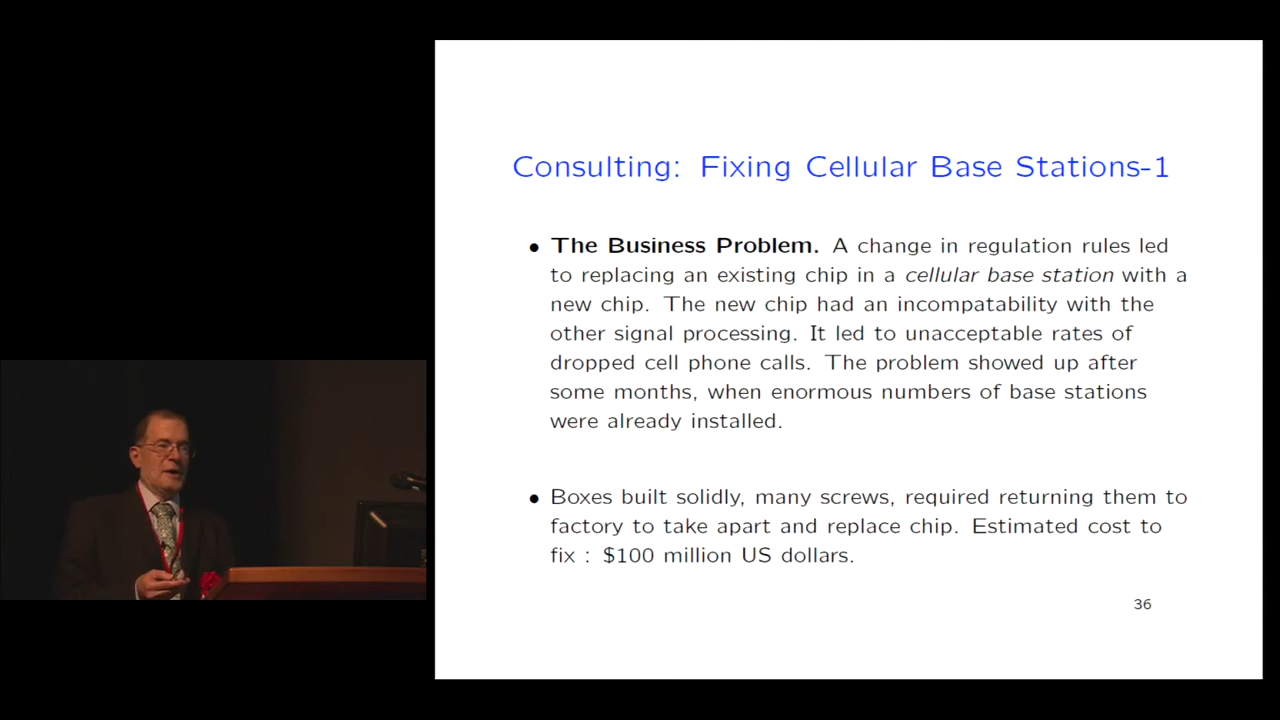 Consulting: Fixing Cellular Base Stations-1
• The Business Problem. A change in regulation rules led
to replacing an existing chip in a cellular base station with a
new chip. The new chip had an incompatability with the
other signal processing. It led to unacceptable rates of
dropped cell phone calls. The problem showed up after
some months, when enormous numbers of base stations
were already installed.
• Boxes built solidly, many screws, required returning them to
factory to take apart and replace chip. Estimated cost to
fix : $100 million US dollars.
36